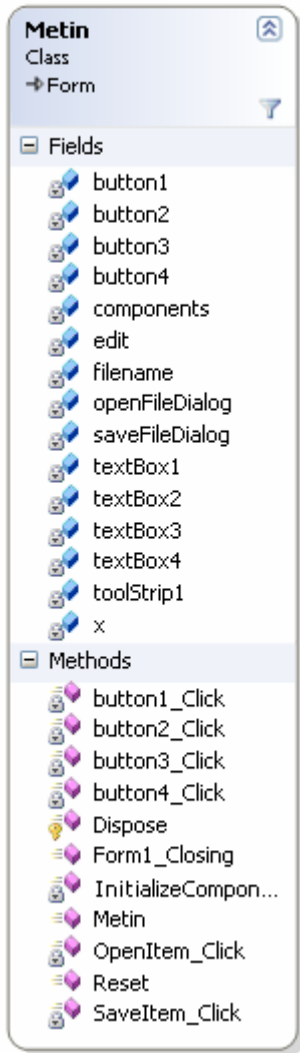 Metin
Class
Form
Fields
button1
button2
button3
button4
components
edit
filename
openFileDialog
saveFileDialog
textBox1
textBox2
textBox3
textBox4
toolStrip1
x
Methods
button1_Click
button2_Click
button3_Click
button4_Click
Dispose
Form1_Closing
InitializeCompon...
Metin
OpenItem_Click
Reset
SaveItem_Click